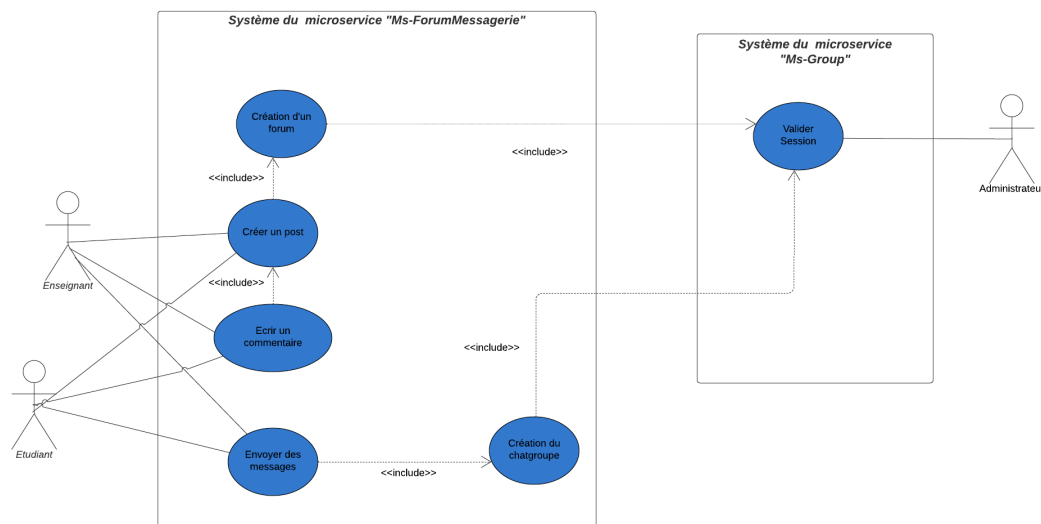 Système du  microservice "Ms-ForumMessagerie"
Système du  microservice
"Ms-Group"
Création d'un
forum
Valider
Session
<<include>>
<<include>>
Administrateu
Créer un post
Enseignant
<<include>>
Ecrir un
commentaire
<<include>>
Etudiant
Envoyer des
messages
<<include>>
Création du
chatgroupe